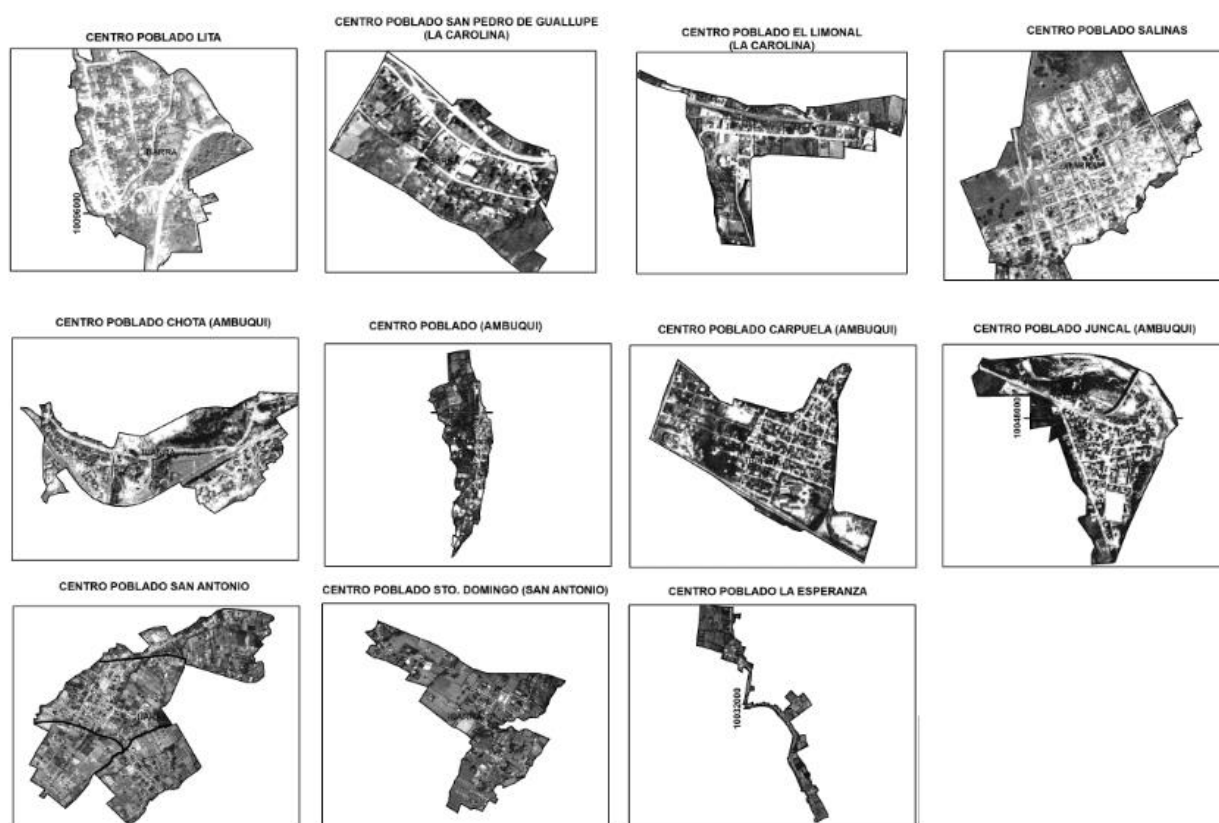 CENTRO POBLADO LITA
CENTRO POBLADO SAN PEDRO DE GUALLUPE
(LA CAROLINA)
CENTRO POBLADO EL LIMONAL
(LA CAROLINA)
CENTRO POBLADO SALINAS
IBARRA
10096000
CENTRO POBLADO CHOTA (AMBUQUI)
CENTRO POBLADO (AMBUQUI)
CENTRO POBLADO CARPUELA (AMBUQUI)
CENTRO POBLADO JUNCAL (AMBUQUI)
10048000
CENTRO POBLADO SAN ANTONIO
CENTRO POBLADO STO. DOMINGO (SAN ANTONIO)
CENTRO POBLADO LA ESPERANZA
10032000